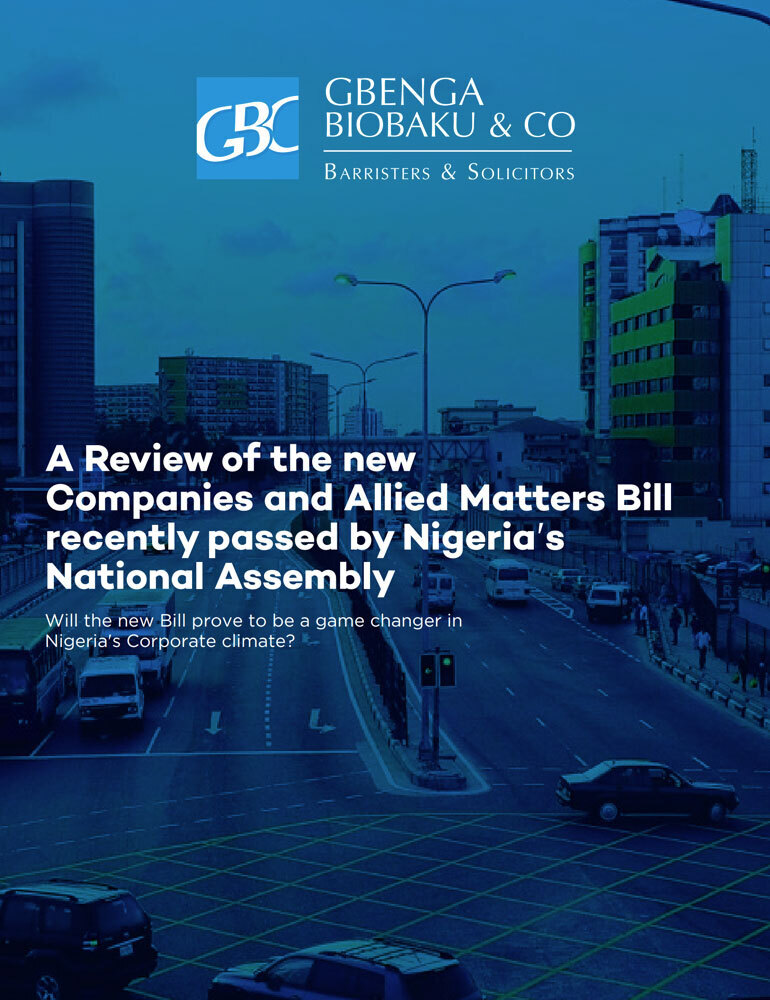 GBC
GBENGA
BIOBAKU & CO
BARRISTERS & SOLICITORS
A Review of the new
Companies and Allied Matters Bill
recently passed by Nigeria's
National Assembly
Will the new Bill prove to be a game changer in
Nigeria's Corporate climate?